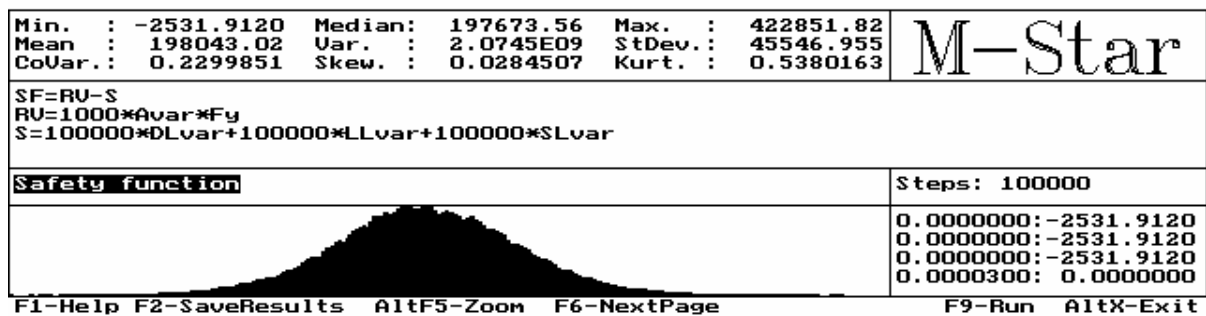 Min. : -2531.9120 Median: 197673.56 Max. : 422851.82
Mean : 198043.02 Var. : 2.0745E09 StDev.: 45546.955
CoVar.: 0.2299851 Skew. : 0.0284507 Kurt. : 0.5380163
M-Star
SF=RV-S
RV=1000*Avar*Fy
S=100000*DLvar+100000*LLvar+100000*SLvar
Safety function
Steps: 100000
0.0000000:-2531.9120
0.0000000:-2531.9120
0.0000000:-2531.9120
0.0000300: 0.0000000
F1-Help F2-SaveResults AltF5-Zoom F6-NextPage F9-Run AltX-Exit